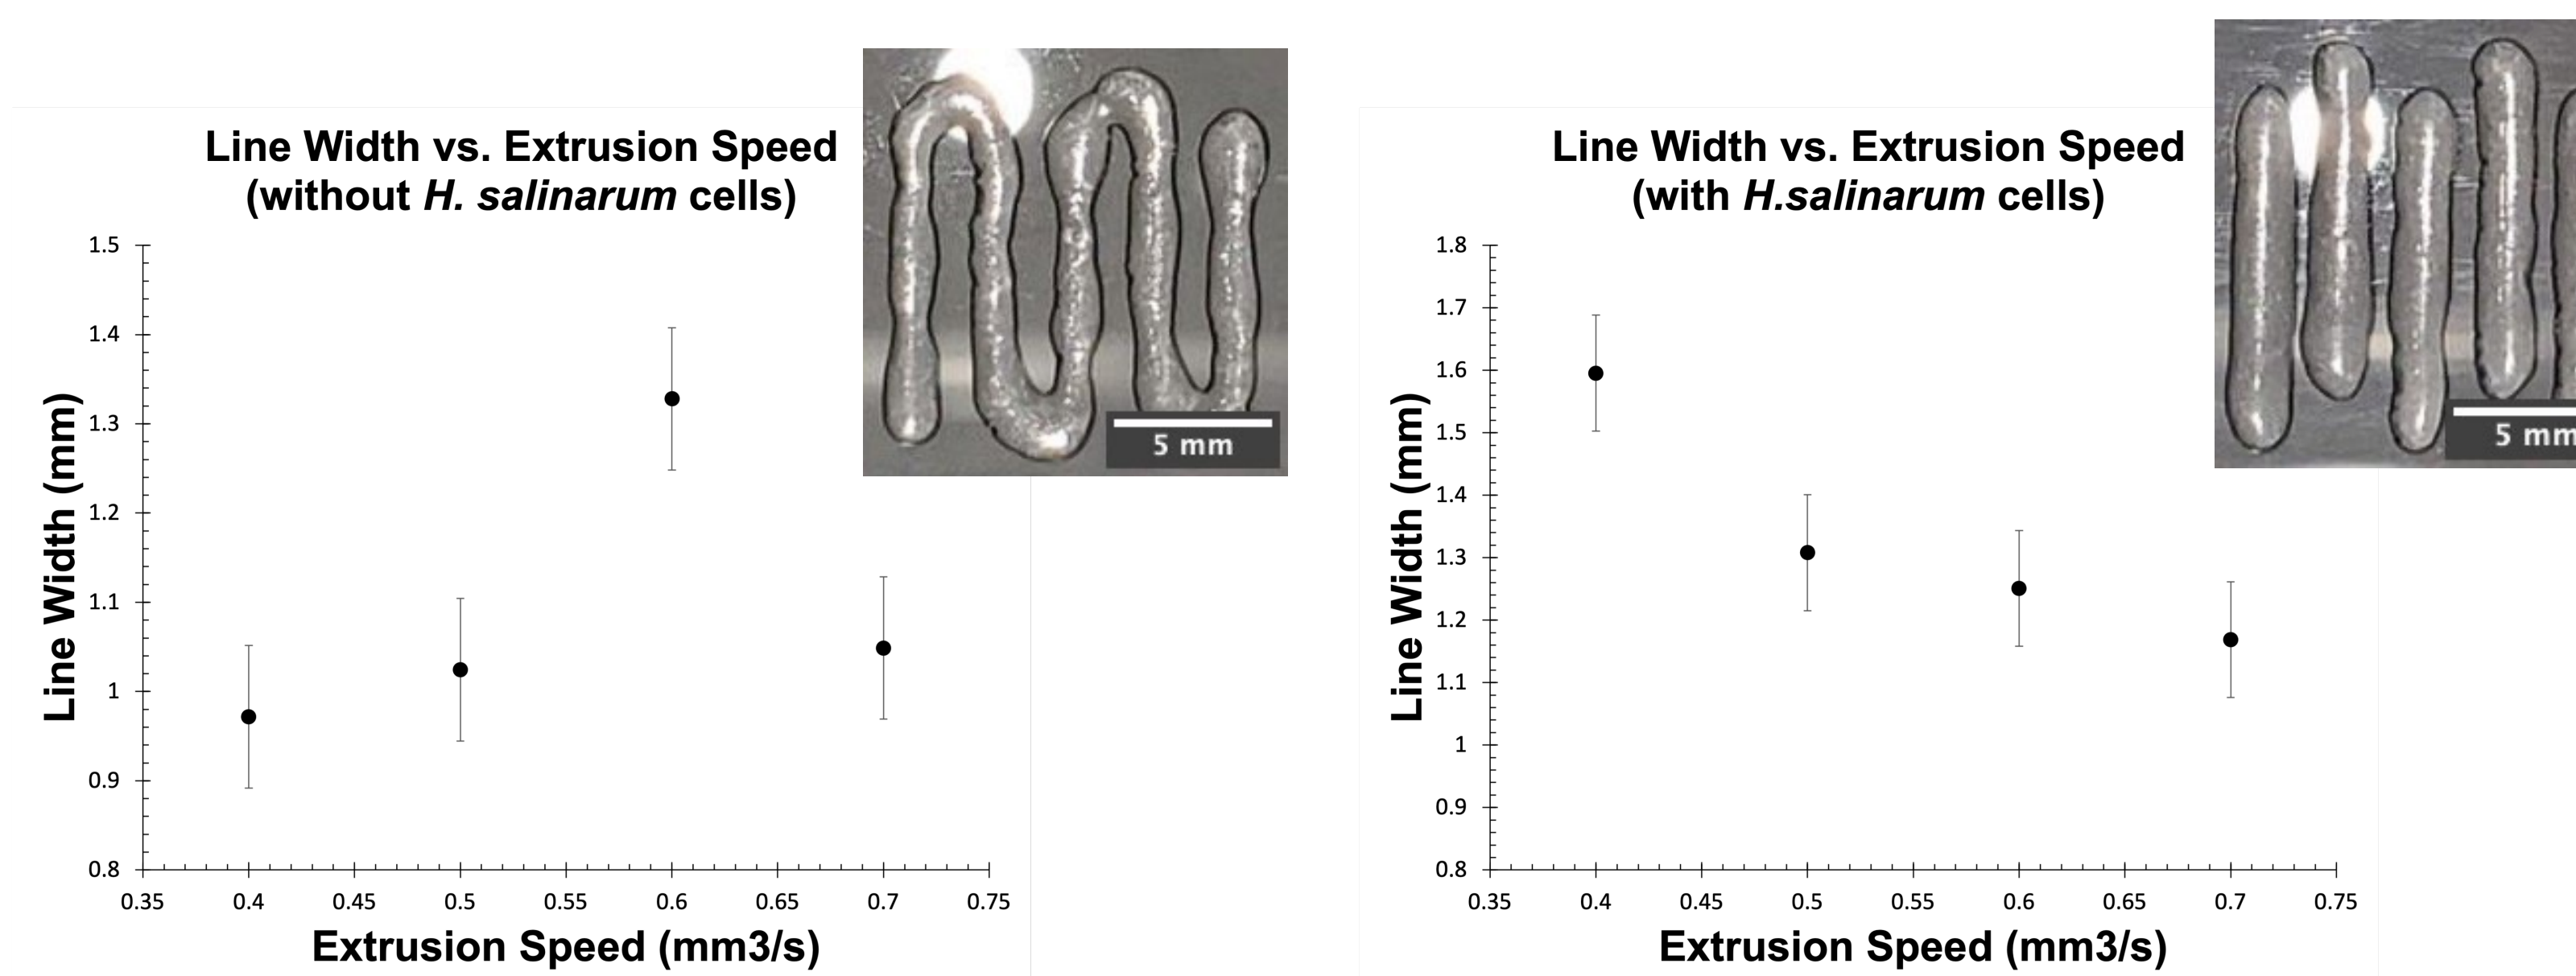 Line Width vs. Extrusion Speed
(without H. salinarum cells)
1.5
1.4
1.3
1.2
1.1
1
0.9
0.8
Line Width (mm)
0.35 0.4 0.45 0.5 0.55 0.6 0.65 0.7 0.75
Extrusion Speed (mm3/s)
5 mm
Line Width vs. Extrusion Speed
(with H.salinarum cells)
1.8
1.7
1.6
1.5
1.4
1.3
1.2
1.1
1
0.9
0.8
Line Width (mm)
0.35 0.4 0.45 0.5 0.55 0.6 0.65 0.7 0.75
Extrusion Speed (mm3/s)
5 mm